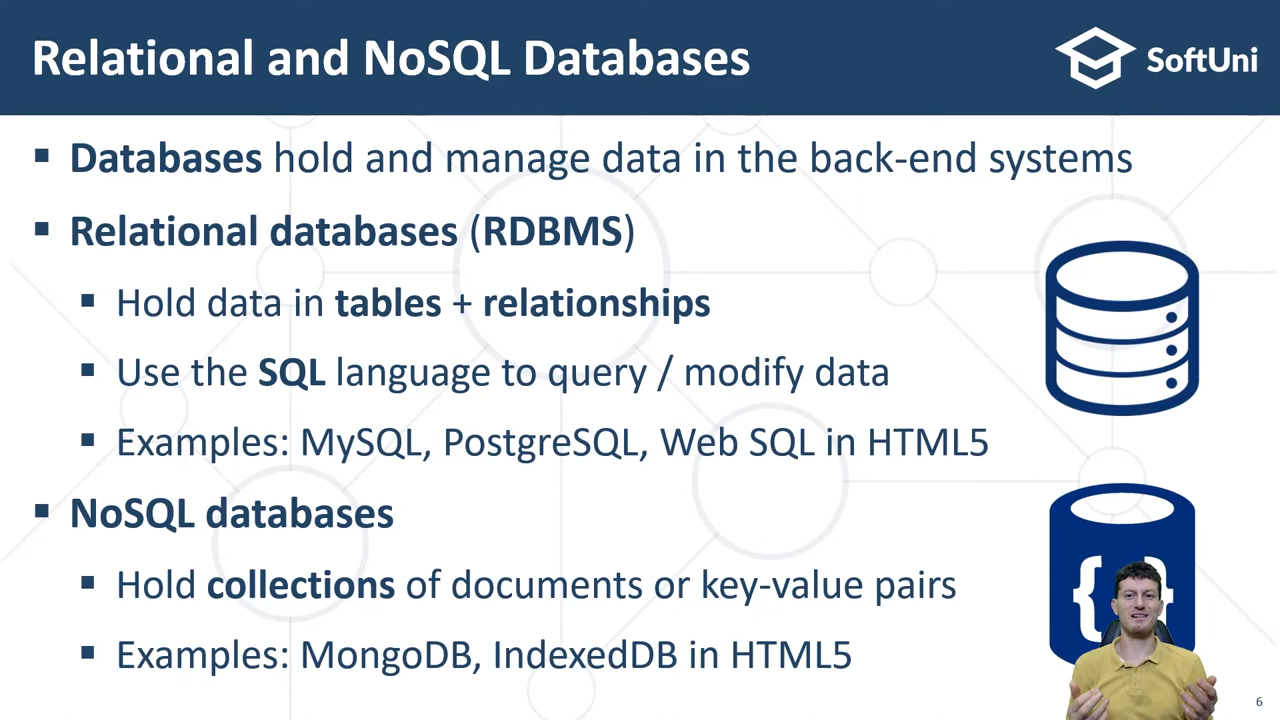 Relational and NoSQL Databases
SoftUni
▪ Databases hold and manage data in the back-end systems
▪ Relational databases (RDBMS)
▪ Hold data in tables + relationships
▪ Use the SQL language to query / modify data
▪ Examples: MySQL, PostgreSQL, Web SQL in HTML5
▪ NoSQL databases
▪ Hold collections of documents or key-value pairs
▪ Examples: MongoDB, IndexedDB in HTML5
{ }
6